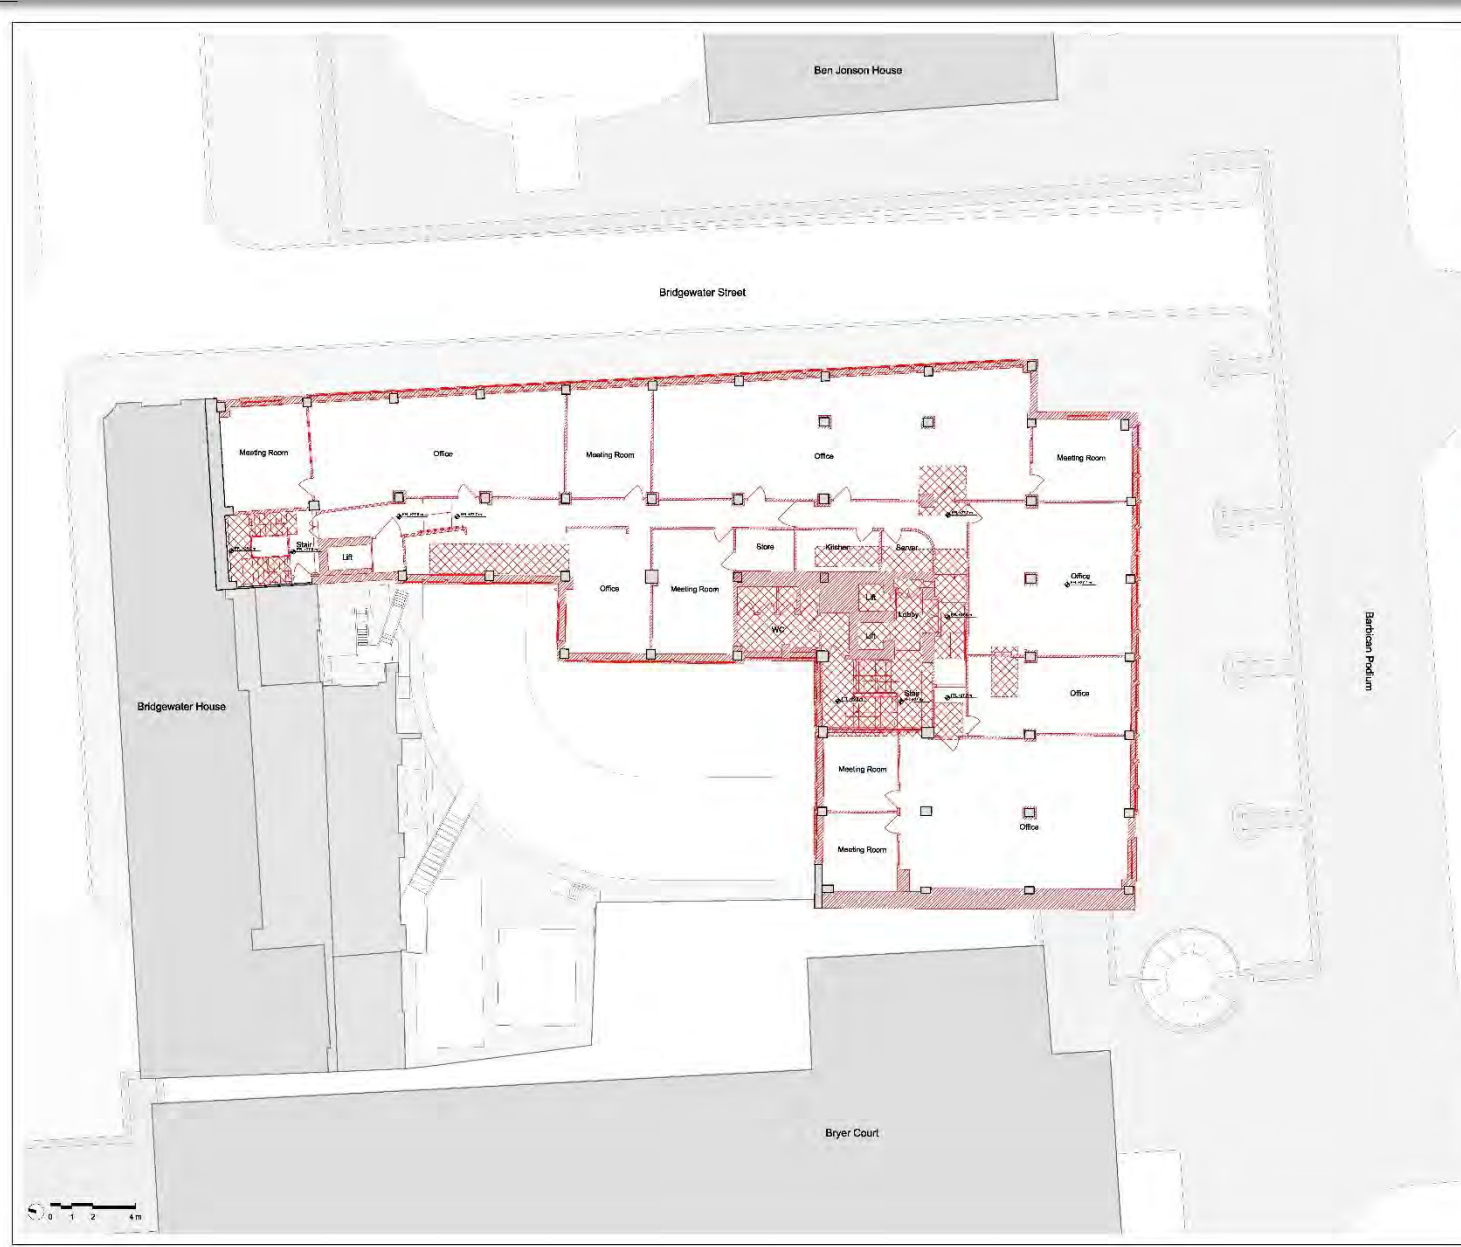 Ben Jonson House
Bridgewater Street
Meeting Room
Office
Meeting Room
Office
Meeting Room
Stair
Lift
Store
Kitchen
Server
Office
Office
Meeting Room
Lift
Lobby
WC
Lift
Barbican Podium
Bridgewater House
Stair
Office
Meeting Room
Office
Meeting Room
Bryer Court
0 1 2 4m